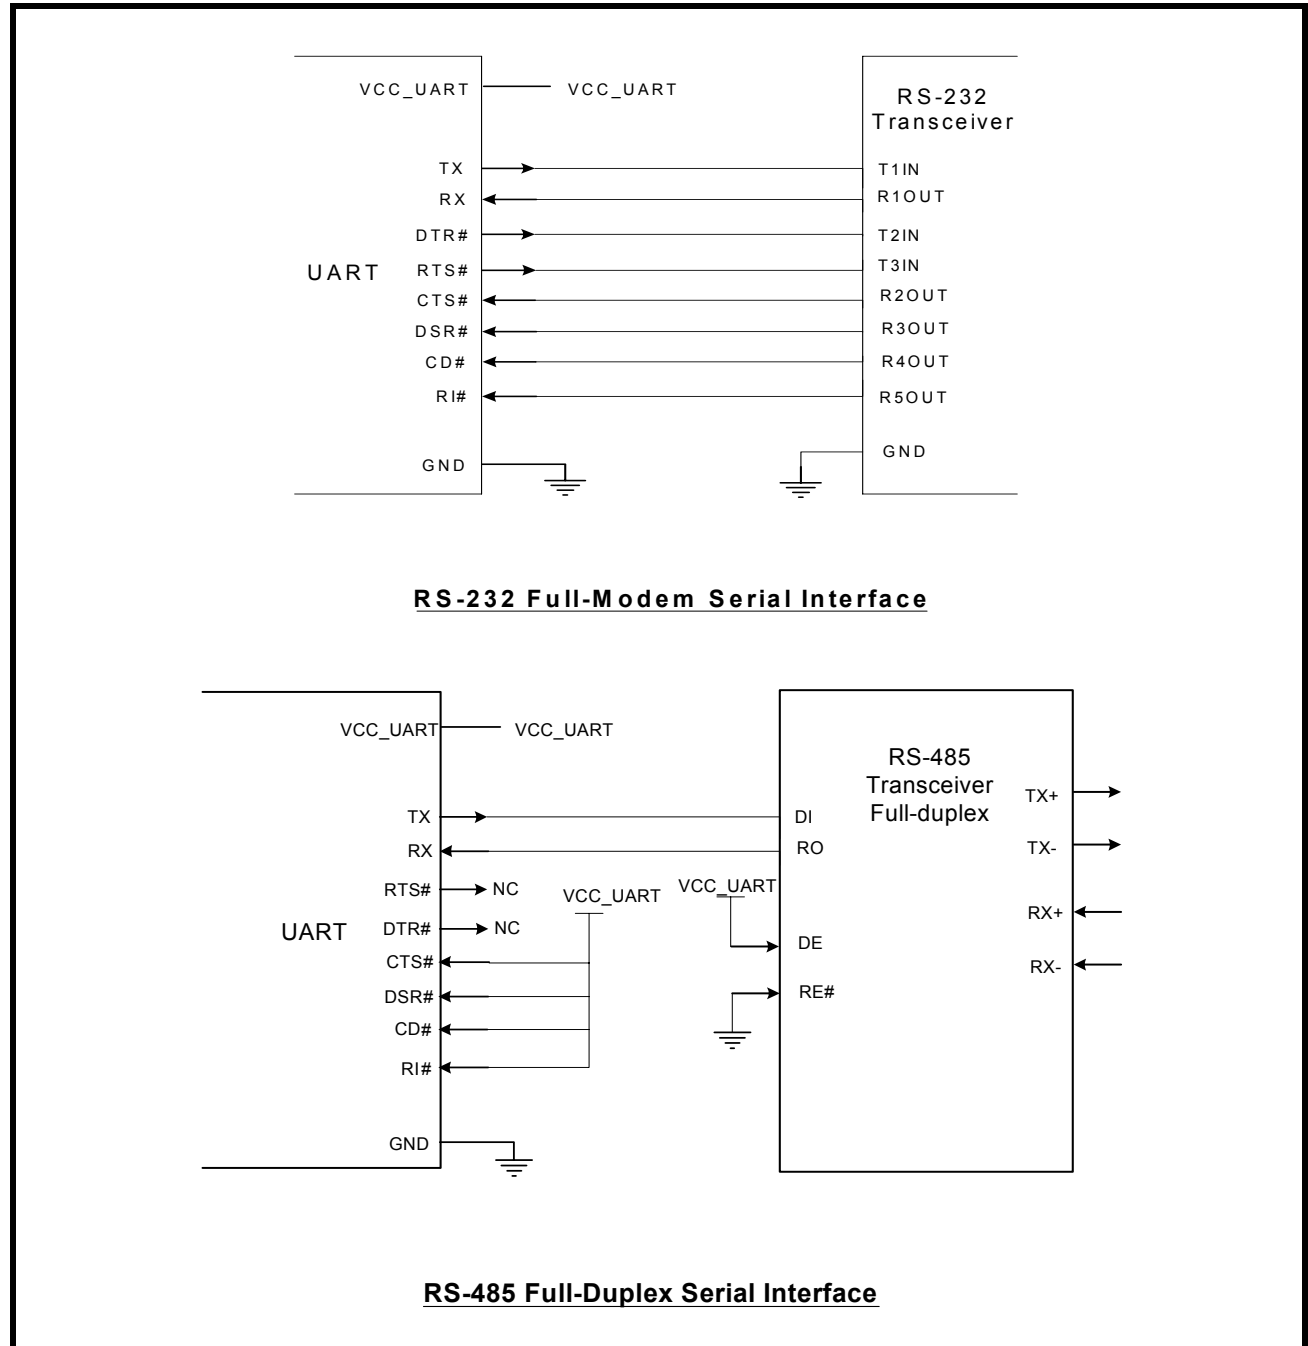 VCC_UART VCC_UART
RS-232
Transceiver
TX T1IN
RX R1OUT
DTR# T2IN
UART RTS# T3IN
CTS# R2OUT
DSR# R3OUT
CD# R4OUT
RI# R5OUT
GND GND
RS-232 Full-Modem Serial Interface
VCC_UART VCC_UART
RS-485
Transceiver
Full-duplex
TX+
TX DI
RX RO TX-
RTS# NC VCC_UART VCC_UART
RX+
UART DTR# NC
DE
CTS# RX-
DSR# RE#
CD#
RI#
GND
RS-485 Full-Duplex Serial Interface